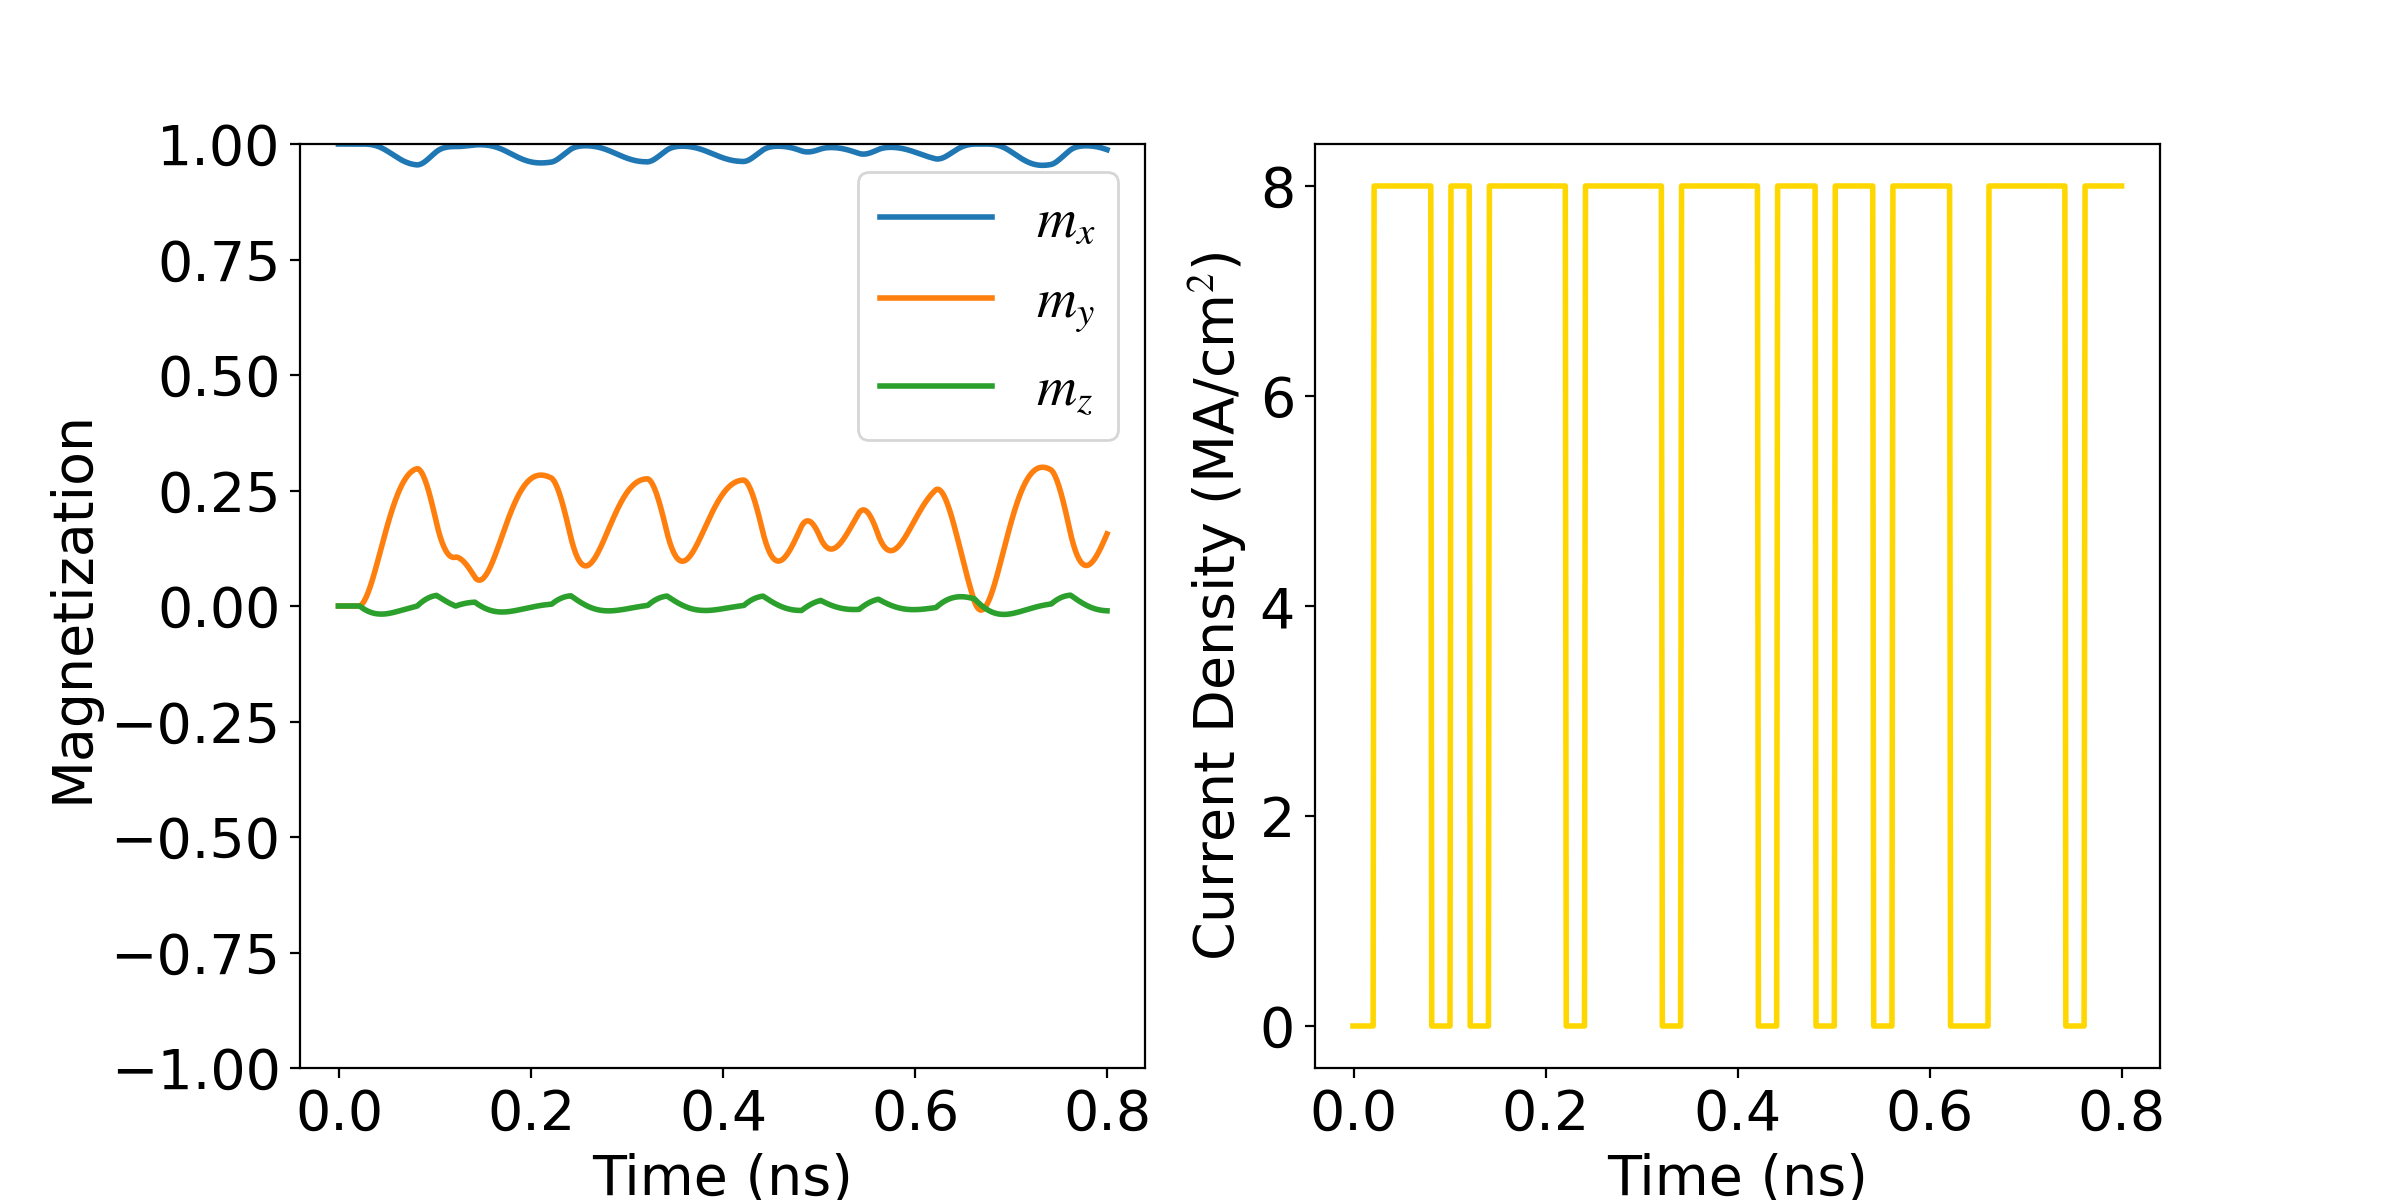 1.00
0.75
0.50
0.25
0.00
−0.25
−0.50
−0.75
−1.00
Magnetization
0.0 0.2 0.4 0.6 0.8
Time (ns)
m_x
m_y
m_z
8
6
4
2
0
Current Density (MA/cm²)
0.0 0.2 0.4 0.6 0.8
Time (ns)